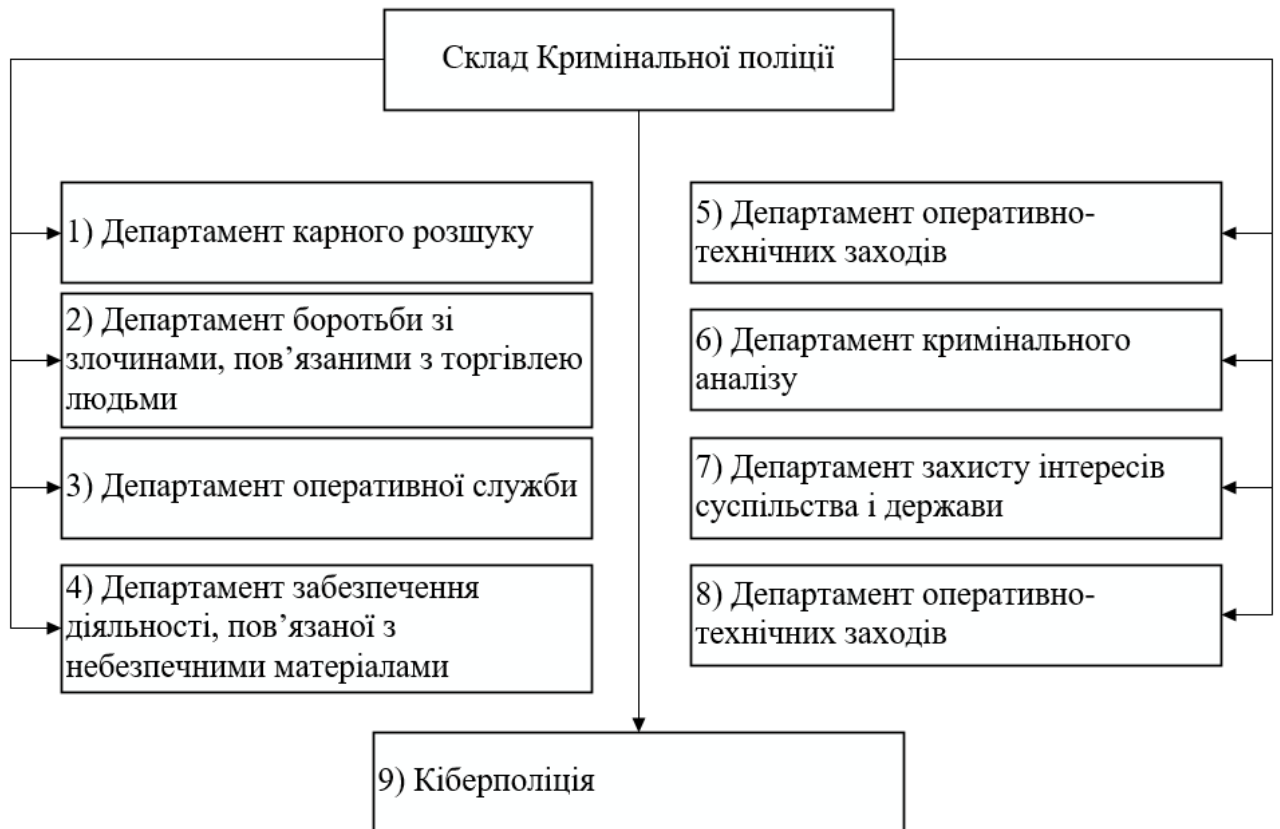 Склад Кримінальної поліції
1) Департамент карного розшуку
2) Департамент боротьби зі
злочинами, пов’язаними з торгівлею
людьми
3) Департамент оперативної служби
4) Департамент забезпечення
діяльності, пов’язаної з
небезпечними матеріалами
5) Департамент оперативно-
технічних заходів
6) Департамент кримінального
аналізу
7) Департамент захисту інтересів
суспільства і держави
8) Департамент оперативно-
технічних заходів
9) Кіберполіція